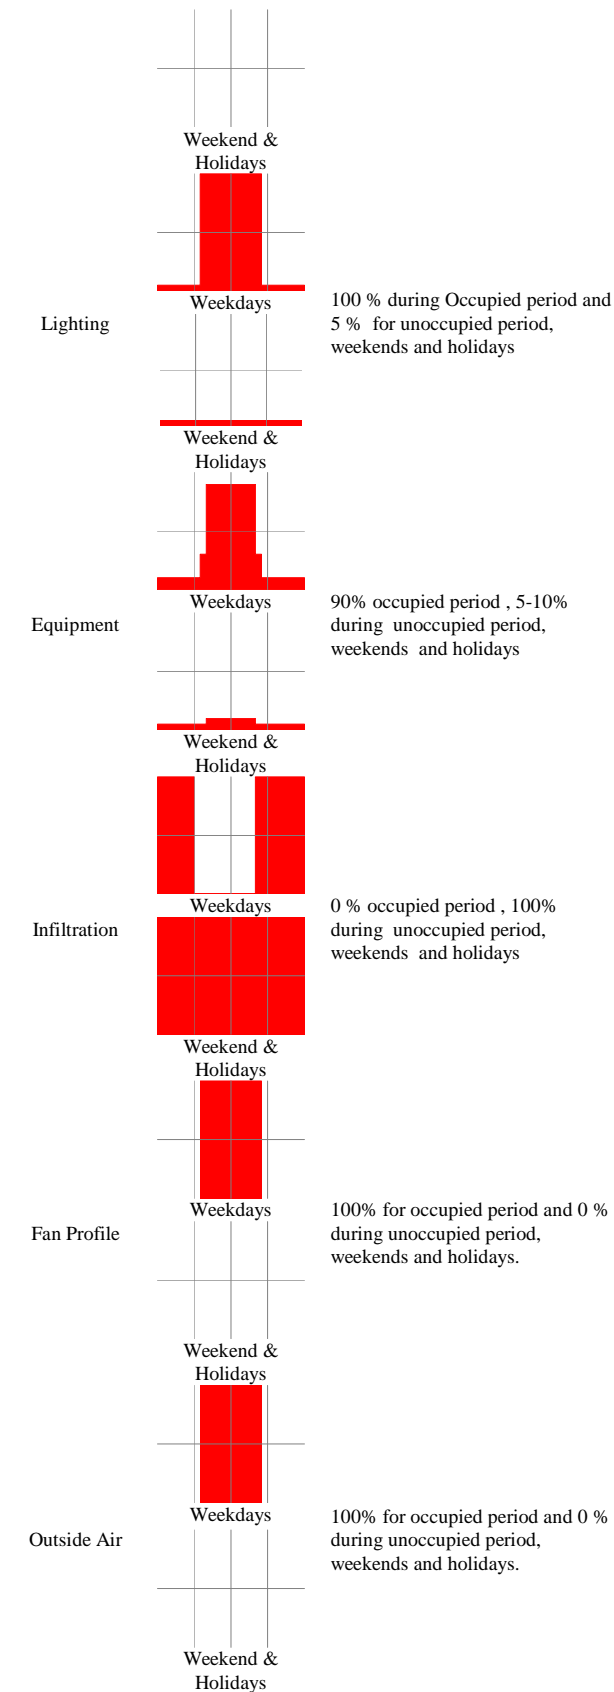 Weekend &
Holidays
Lighting
Weekdays
100 % during Occupied period and
5 %  for unoccupied period,
weekends and holidays
Weekend &
Holidays
Equipment
Weekdays
90% occupied period , 5-10%
during  unoccupied period,
weekends  and holidays
Weekend &
Holidays
Infiltration
Weekdays
0 % occupied period , 100%
during  unoccupied period,
weekends  and holidays
Weekend &
Holidays
Fan Profile
Weekdays
100% for occupied period and 0 %
during unoccupied period,
weekends and holidays.
Weekend &
Holidays
Outside Air
Weekdays
100% for occupied period and 0 %
during unoccupied period,
weekends and holidays.
Weekend &
Holidays